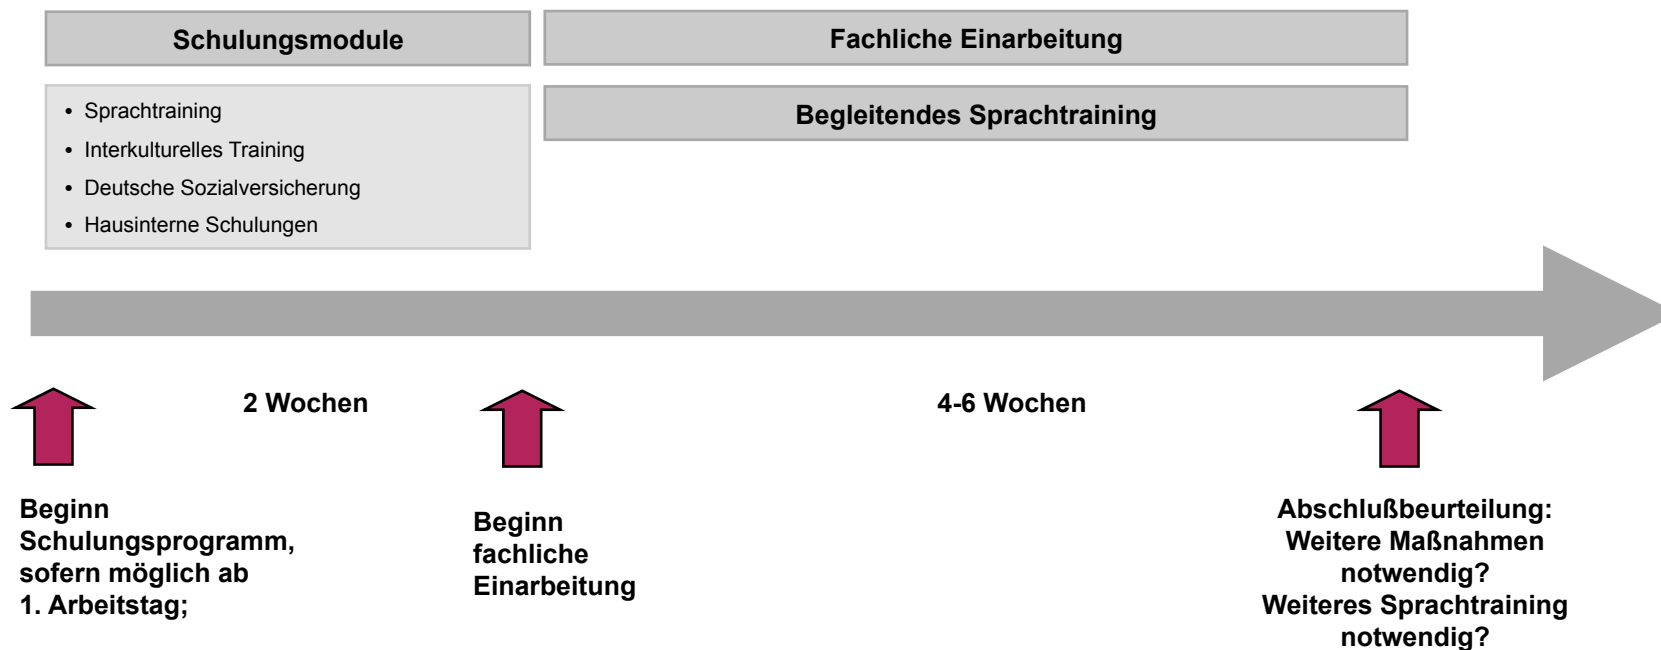 Schulungsmodule
Fachliche Einarbeitung
• Sprachtraining
• Interkulturelles Training
• Deutsche Sozialversicherung
• Hausinterne Schulungen
Begleitendes Sprachtraining
2 Wochen
4-6 Wochen
Beginn
Schulungsprogramm,
sofern möglich ab
1. Arbeitstag;
Beginn
fachliche
Einarbeitung
Abschlußbeurteilung:
Weitere Maßnahmen
notwendig?
Weiteres Sprachtraining
notwendig?